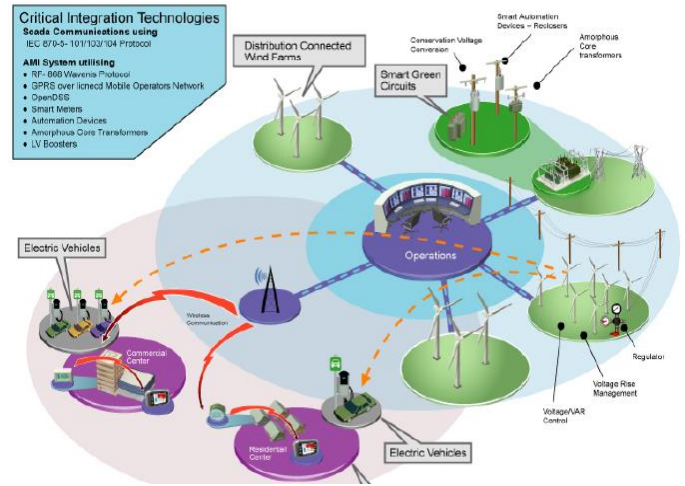 Critical Integration Technologies
Scada Communications using
IEC 870-5- 101/103/104 Protocol
AMI System utilising
RF- 868 Wavenis Protocol
GPRS over licned Mobile Operators Network
OpenDSS
Smart Meters
Automation Devices
Amorphous Core Transformers
LV Boosters
Distribution Connected
Wind Farms
Conservation Voltage
Conversion
Smart Automation
Devices – Reclosers
Amorphous
Core
transformers
Smart Green
Circuits
Operations
Electric Vehicles
Wireless
Communication
Commercial
Center
Regulator
Voltage Rise
Management
Voltage/VAR
Control
Residertail
Center
Electric Vehicles